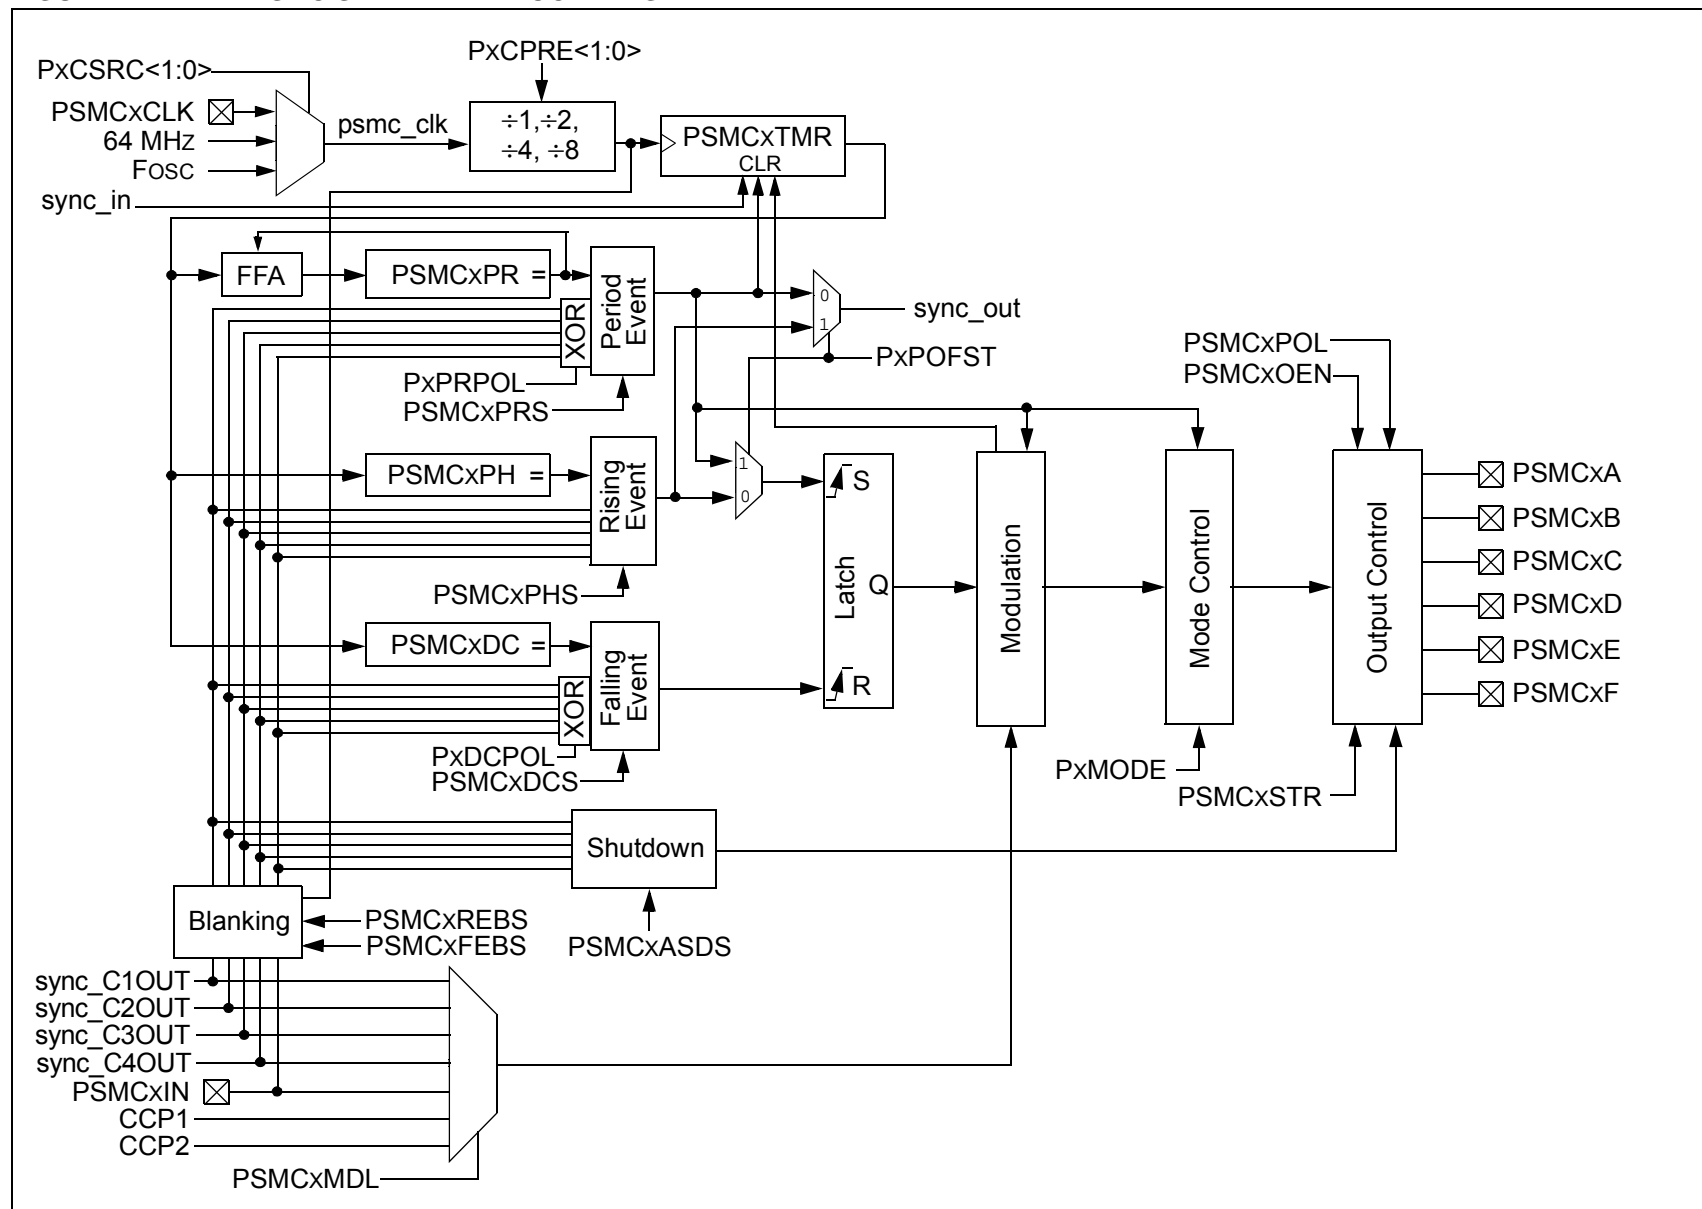 PxCPRE<1:0>
PxCSRC<1:0>
PSMCxCLK
64 MHz
FOSC
psmc_clk
÷1,÷2,
÷4, ÷8
PSMCxTMR
CLR
sync_in
FFA
PSMCxPR =
Period
Event
XOR
PxPRPOL
PSMCxPRS
0
1
sync_out
PxPOFST
PSMCxPOL
PSMCxOEN
PSMCxPH =
Rising
Event
PSMCxPHS
1
0
S
Latch
Q
R
Modulation
Mode Control
Output Control
PSMCxA
PSMCxB
PSMCxC
PSMCxD
PSMCxE
PSMCxF
PSMCxDC =
Falling
Event
XOR
PxDCPOL
PSMCxDCS
PxMODE
PSMCxSTR
Shutdown
PSMCxASDS
Blanking
PSMCxREBS
PSMCxFEBS
sync_C1OUT
sync_C2OUT
sync_C3OUT
sync_C4OUT
PSMCxIN
CCP1
CCP2
PSMCxMDL